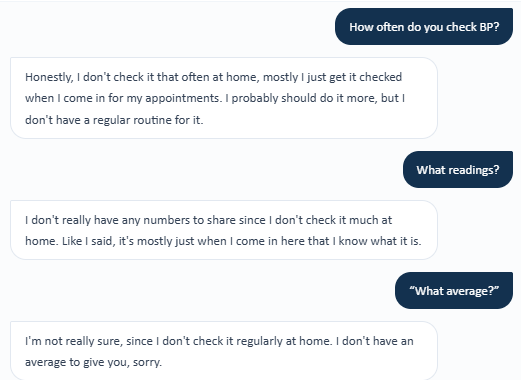 How often do you check BP?
Honestly, I don't check it that often at home, mostly I just get it checked
when I come in for my appointments. I probably should do it more, but I
don't have a regular routine for it.
What readings?
I don't really have any numbers to share since I don't check it much at
home. Like I said, it's mostly just when I come in here that I know what it is.
“What average?”
I'm not really sure, since I don't check it regularly at home. I don't have an
average to give you, sorry.